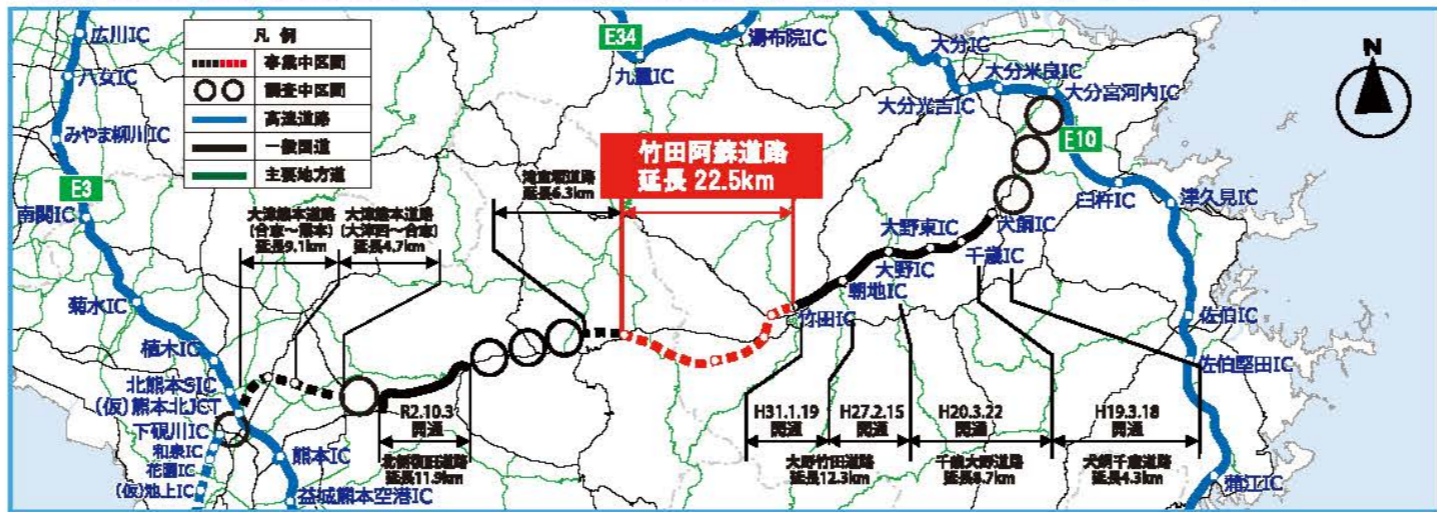 凡 例
事業中区間
調査中区間
高速道路
一般国道
主要地方道
広川IC
八女IC
みやま柳川IC
E3
南関IC
菊水IC
植木IC
北熊本SIC
(仮)熊本北JCT
下硯川IC
和泉IC
花園IC
(仮)池上IC
熊本IC
益城熊本空港IC
E34
九重IC
湯布院IC
大分IC
大分米良IC
大分光吉IC
大分宮河内IC
E10
臼杵IC
津久見IC
佐伯IC
佐伯堅田IC
蒲江IC
N
竹田阿蘇道路
延長 22.5km
滝室坂道路
延長6.3km
大津熊本道路
(合志~熊本)
延長9.1km
大津熊本道路
(大津西~合志)
延長4.7km
R2.10.3
開通
北側復旧道路
延長11.9km
竹田IC
朝地IC
大野IC
大野東IC
千歳IC
犬飼IC
H31.1.19
開通
H27.2.15
開通
大野竹田道路
延長12.3km
H20.3.22
開通
千歳大野道路
延長8.7km
H19.3.18
開通
犬飼千歳道路
延長4.3km